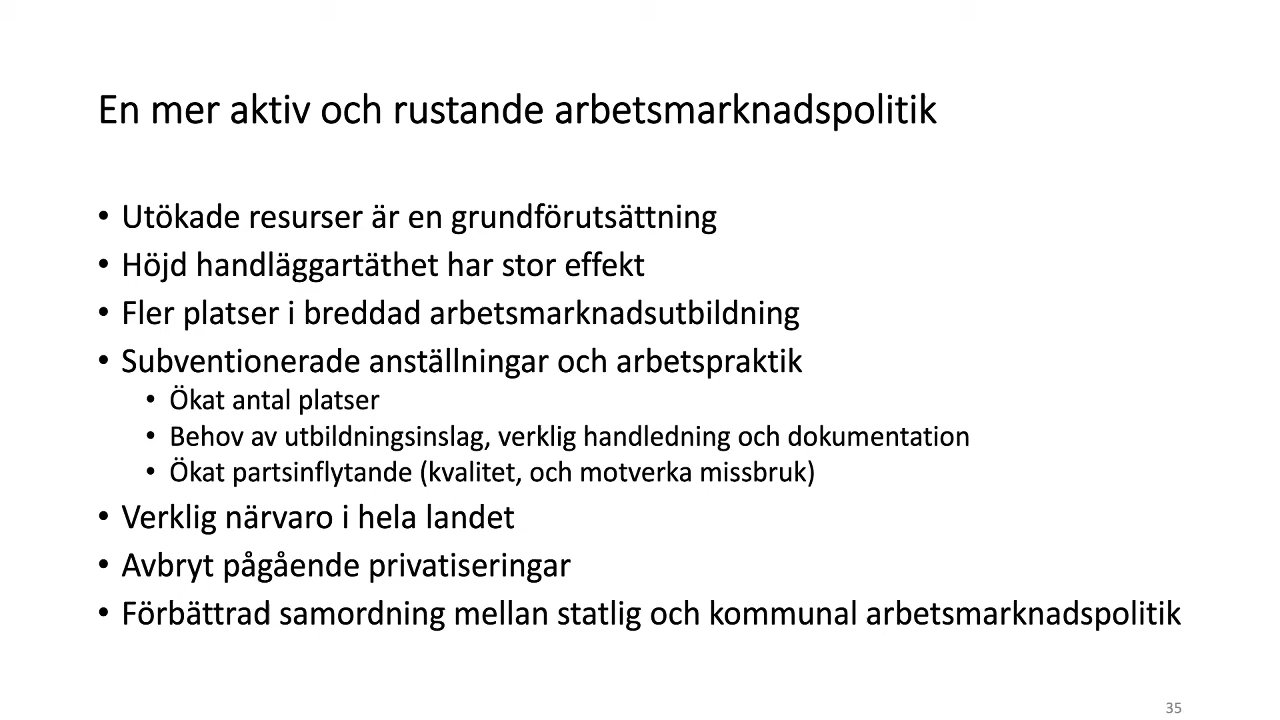 En mer aktiv och rustande arbetsmarknadspolitik
• Utökade resurser är en grundförutsättning
• Höjd handläggartäthet har stor effekt
• Fler platser i breddad arbetsmarknadsutbildning
• Subventionerade anställningar och arbetspraktik
• Ökat antal platser
• Behov av utbildningsinslag, verklig handledning och dokumentation
• Ökat partsinflytande (kvalitet, och motverka missbruk)
• Verklig närvaro i hela landet
• Avbryt pågående privatiseringar
• Förbättrad samordning mellan statlig och kommunal arbetsmarknadspolitik
35